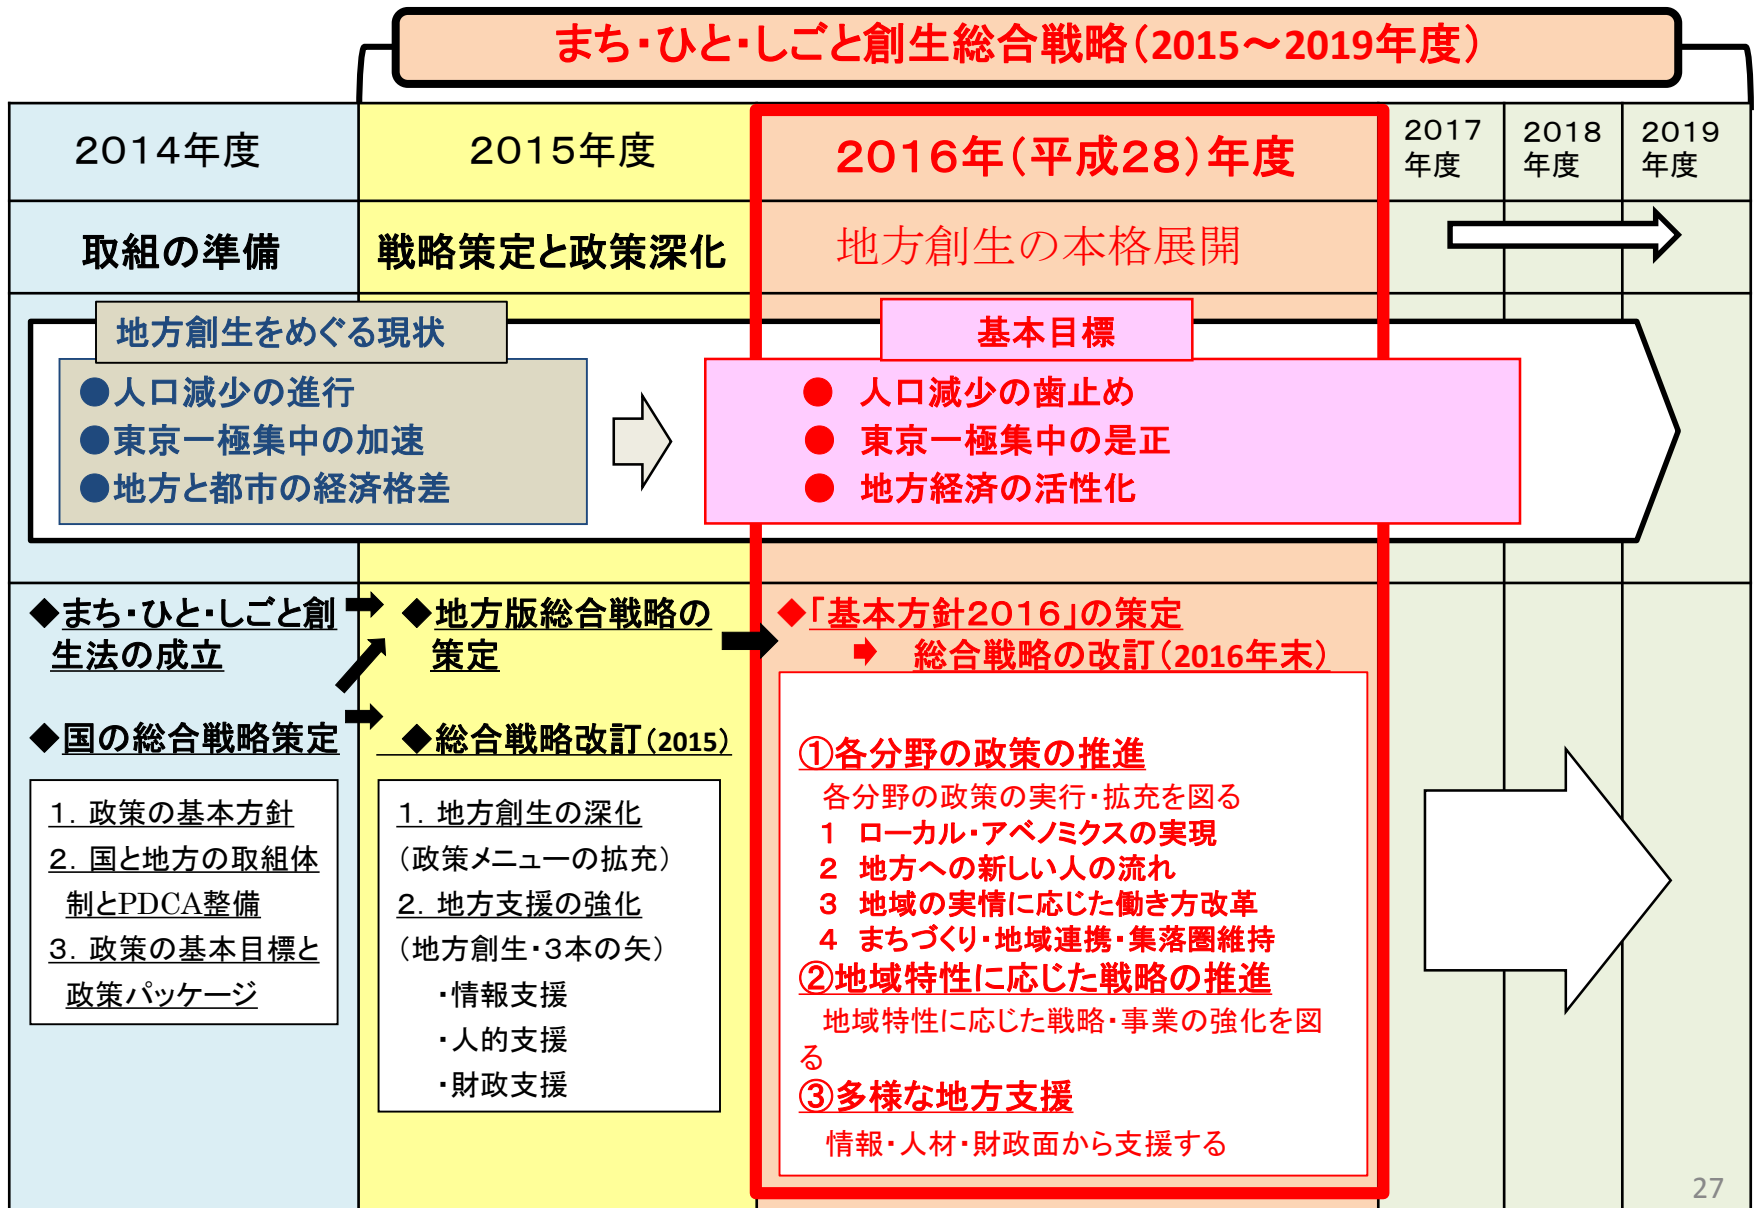 まち・ひと・しごと創生総合戦略(2015～2019年度)
2014年度
2015年度
2016年(平成28)年度
2017
年度
2018
年度
2019
年度
取組の準備
戦略策定と政策深化
地方創生の本格展開
地方創生をめぐる現状
●人口減少の進行
●東京一極集中の加速
●地方と都市の経済格差
基本目標
● 人口減少の歯止め
● 東京一極集中の是正
● 地方経済の活性化
◆まち・ひと・しごと創
生法の成立
◆国の総合戦略策定
1. 政策の基本方針
2. 国と地方の取組体
制とPDCA整備
3. 政策の基本目標と
政策パッケージ
◆地方版総合戦略の
策定
◆総合戦略改訂(2015)
1. 地方創生の深化
(政策メニューの拡充)
2. 地方支援の強化
(地方創生・3本の矢)
・情報支援
・人的支援
・財政支援
◆「基本方針2016」の策定
総合戦略の改訂(2016年末)
①各分野の政策の推進
各分野の政策の実行・拡充を図る
1 ローカル・アベノミクスの実現
2 地方への新しい人の流れ
3 地域の実情に応じた働き方改革
4 まちづくり・地域連携・集落圏維持
②地域特性に応じた戦略の推進
地域特性に応じた戦略・事業の強化を図
る
③多様な地方支援
情報・人材・財政面から支援する
27